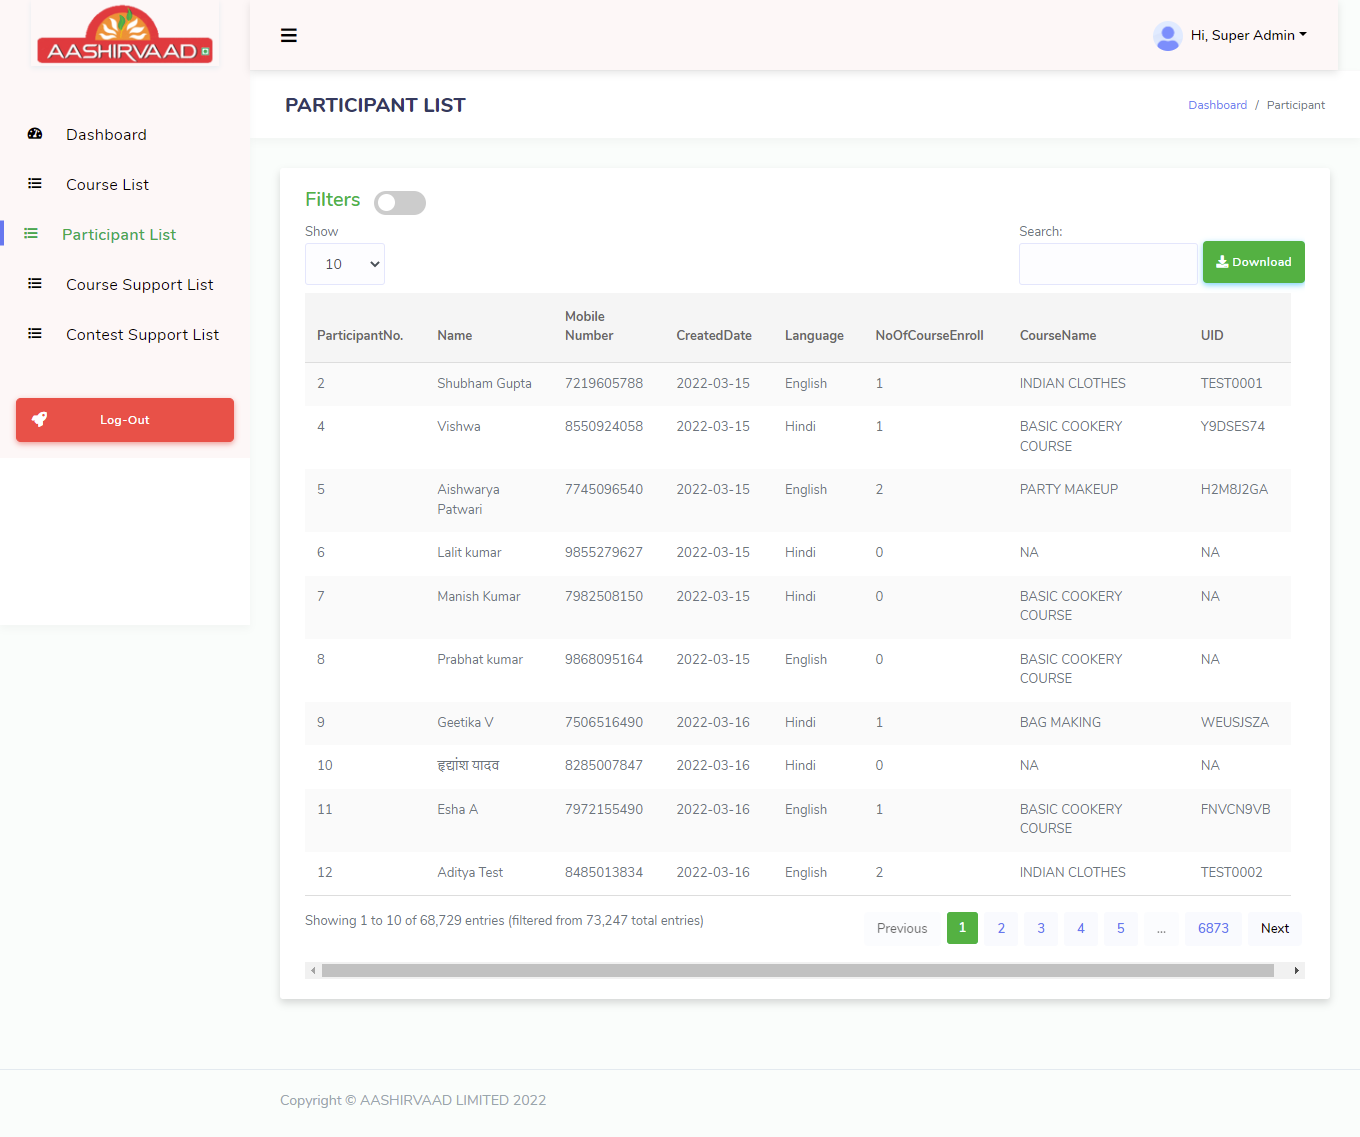 AASHIRVAAD
Hi, Super Admin
PARTICIPANT LIST
Dashboard / Participant
Dashboard
Course List
Participant List
Course Support List
Contest Support List
Log-Out
Filters
Show
Search:
10
Download
ParticipantNo. Name Mobile Number CreatedDate Language NoOfCourseEnroll CourseName UID
2 Shubham Gupta 7219605788 2022-03-15 English 1 INDIAN CLOTHES TEST0001
4 Vishwa 8550924058 2022-03-15 Hindi 1 BASIC COOKERY COURSE Y9DSES74
5 Aishwarya Patwari 7745096540 2022-03-15 English 2 PARTY MAKEUP H2M8J2GA
6 Lalit kumar 9855279627 2022-03-15 Hindi 0 NA NA
7 Manish Kumar 7982508150 2022-03-15 Hindi 0 BASIC COOKERY COURSE NA
8 Prabhat kumar 9868095164 2022-03-15 English 0 BASIC COOKERY COURSE NA
9 Geetika V 7506516490 2022-03-16 Hindi 1 BAG MAKING WEUSJSZA
10 हृद्यांश यादव 8285007847 2022-03-16 Hindi 0 NA NA
11 Esha A 7972155490 2022-03-16 English 1 BASIC COOKERY COURSE FNVCN9VB
12 Aditya Test 8485013834 2022-03-16 English 2 INDIAN CLOTHES TEST0002
Showing 1 to 10 of 68,729 entries (filtered from 73,247 total entries)
Previous 1 2 3 4 5 ... 6873 Next
Copyright © AASHIRVAAD LIMITED 2022